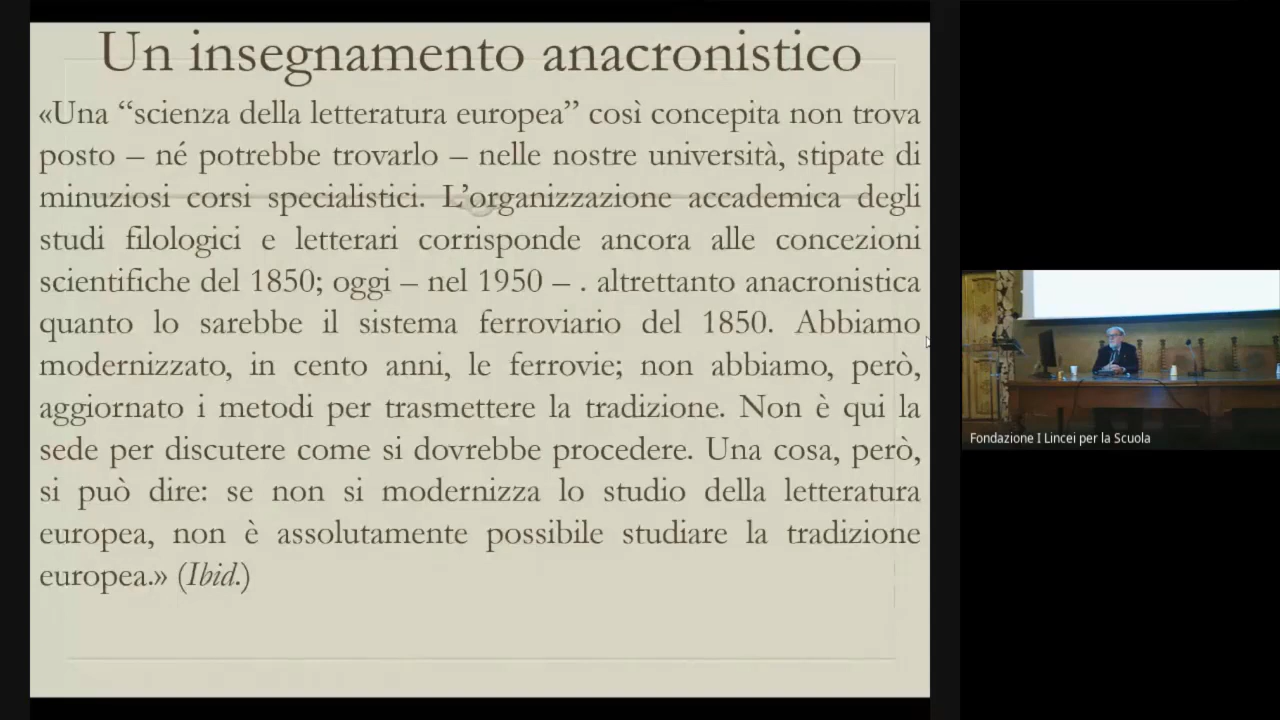 Un insegnamento anacronistico
«Una “scienza della letteratura europea” così concepita non trova
posto – né potrebbe trovarlo – nelle nostre università, stipate di
minuziosi corsi specialistici. L’organizzazione accademica degli
studi filologici e letterari corrisponde ancora alle concezioni
scientifiche del 1850; oggi – nel 1950 – . altrettanto anacronistica
quanto lo sarebbe il sistema ferroviario del 1850. Abbiamo
modernizzato, in cento anni, le ferrovie; non abbiamo, però,
aggiornato i metodi per trasmettere la tradizione. Non è qui la
sede per discutere come si dovrebbe procedere. Una cosa, però,
si può dire: se non si modernizza lo studio della letteratura
europea, non è assolutamente possibile studiare la tradizione
europea.» (Ibid.)
Fondazione I Lincei per la Scuola